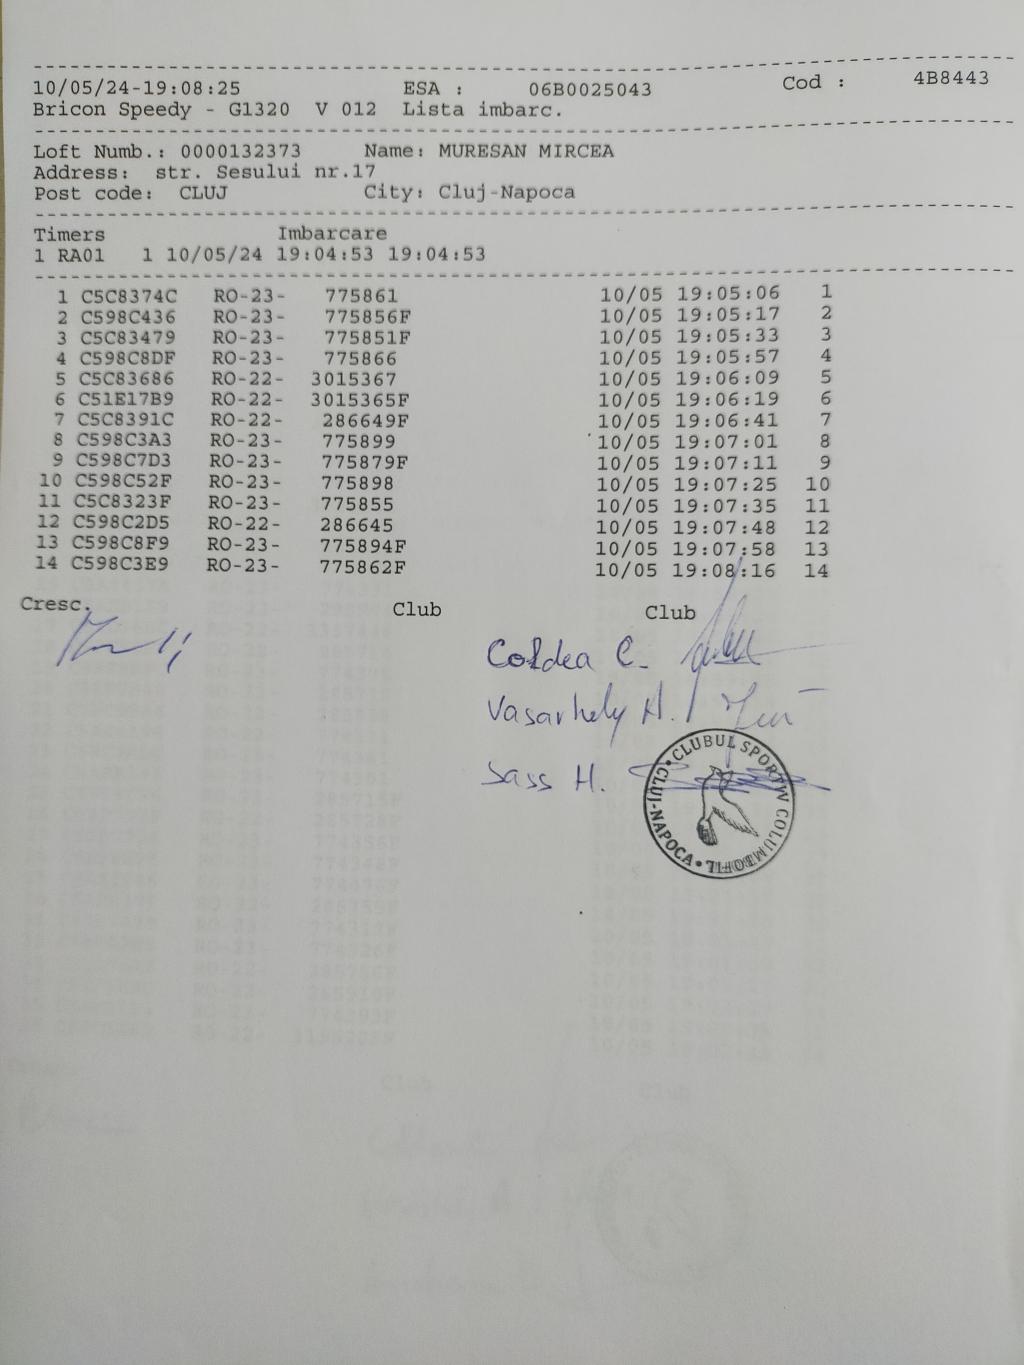 10/05/24-19:08:25 ESA : 06B0025043 Cod : 4B8443
Bricon Speedy - G1320 V 012 Lista imbarc.
Loft Numb.: 0000132373 Name: MURESAN MIRCEA
Address: str. Sesului nr.17
Post code: CLUJ City: Cluj-Napoca
Timers Imbarcare
1 RA01 1 10/05/24 19:04:53 19:04:53
1 C5C8374C RO-23- 775861 10/05 19:05:06 1
2 C598C436 RO-23- 775856F 10/05 19:05:17 2
3 C5C83479 RO-23- 775851F 10/05 19:05:33 3
4 C598C8DF RO-23- 775866 10/05 19:05:57 4
5 C5C83686 RO-22- 3015367 10/05 19:06:09 5
6 C51E17B9 RO-22- 3015365F 10/05 19:06:19 6
7 C5C8391C RO-22- 286649F 10/05 19:06:41 7
8 C598C3A3 RO-23- 775899 10/05 19:07:01 8
9 C598C7D3 RO-23- 775879F 10/05 19:07:11 9
10 C598C52F RO-23- 775898 10/05 19:07:25 10
11 C5C8323F RO-23- 775855 10/05 19:07:35 11
12 C598C2D5 RO-22- 286645 10/05 19:07:48 12
13 C598C8F9 RO-23- 775894F 10/05 19:07:58 13
14 C598C3E9 RO-23- 775862F 10/05 19:08:16 14
Cresc. Club Club
Coldea C.
Vasarhely A.
Sass H.
CLUBUL SPORTIV COLUMBOFIL • CLUJ-NAPOCA •